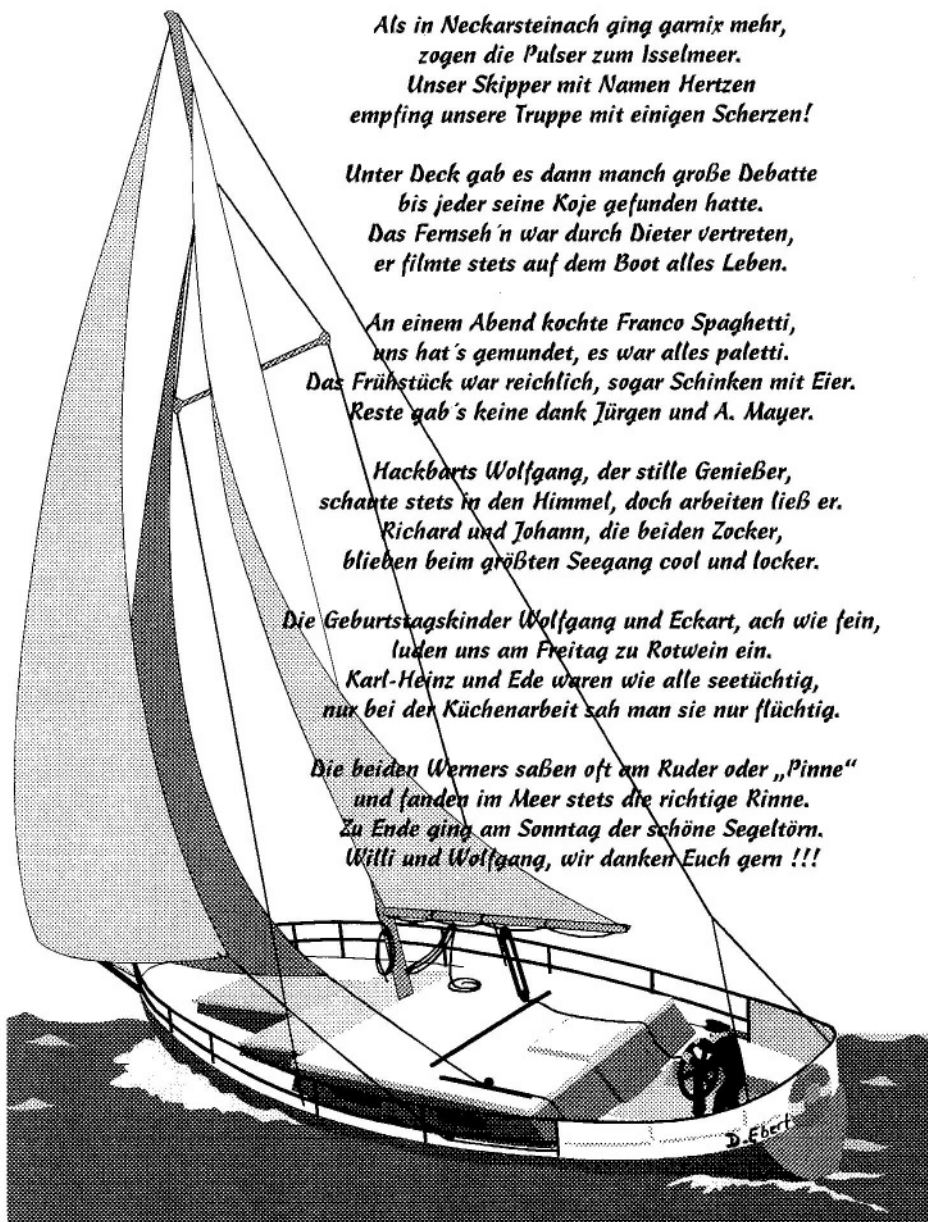 Als in Neckarsteinach ging garnix mehr,
zogen die Pulser zum Isselmeer.
Unser Skipper mit Namen Hertzen
empfing unsere Truppe mit einigen Scherzen!
Unter Deck gab es dann manch große Debatte
bis jeder seine Koje gefunden hatte.
Das Fernseh´n war durch Dieter vertreten,
er filmte stets auf dem Boot alles Leben.
An einem Abend kochte Franco Spaghetti,
uns hat´s gemundet, es war alles paletti.
Das Frühstück war reichlich, sogar Schinken mit Eier.
Reste gab´s keine dank Jürgen und A. Mayer.
Hackbarts Wolfgang, der stille Genießer,
schaute stets in den Himmel, doch arbeiten ließ er.
Richard und Johann, die beiden Zocker,
blieben beim größten Seegang cool und locker.
Die Geburtstagskinder Wolfgang und Eckart, ach wie fein,
luden uns am Freitag zu Rotwein ein.
Karl-Heinz und Ede waren wie alle seetüchtig,
nur bei der Küchenarbeit sah man sie nur flüchtig.
Die beiden Werners saßen oft am Ruder oder „Pinne“
und fanden im Meer stets die richtige Rinne.
Zu Ende ging am Sonntag der schöne Segeltörn.
Willi und Wolfgang, wir danken Euch gern !!!
D. Ebert